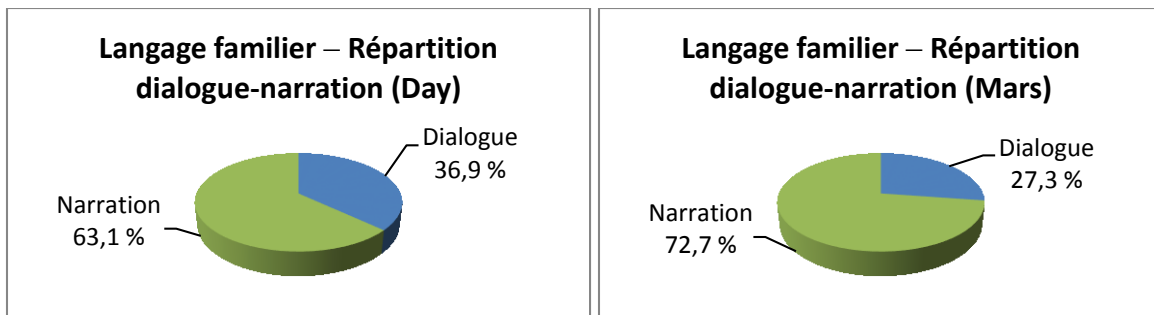 Langage familier – Répartition
dialogue-narration (Day)
Dialogue
36,9 %
Narration
63,1 %
Langage familier – Répartition
dialogue-narration (Mars)
Dialogue
27,3 %
Narration
72,7 %